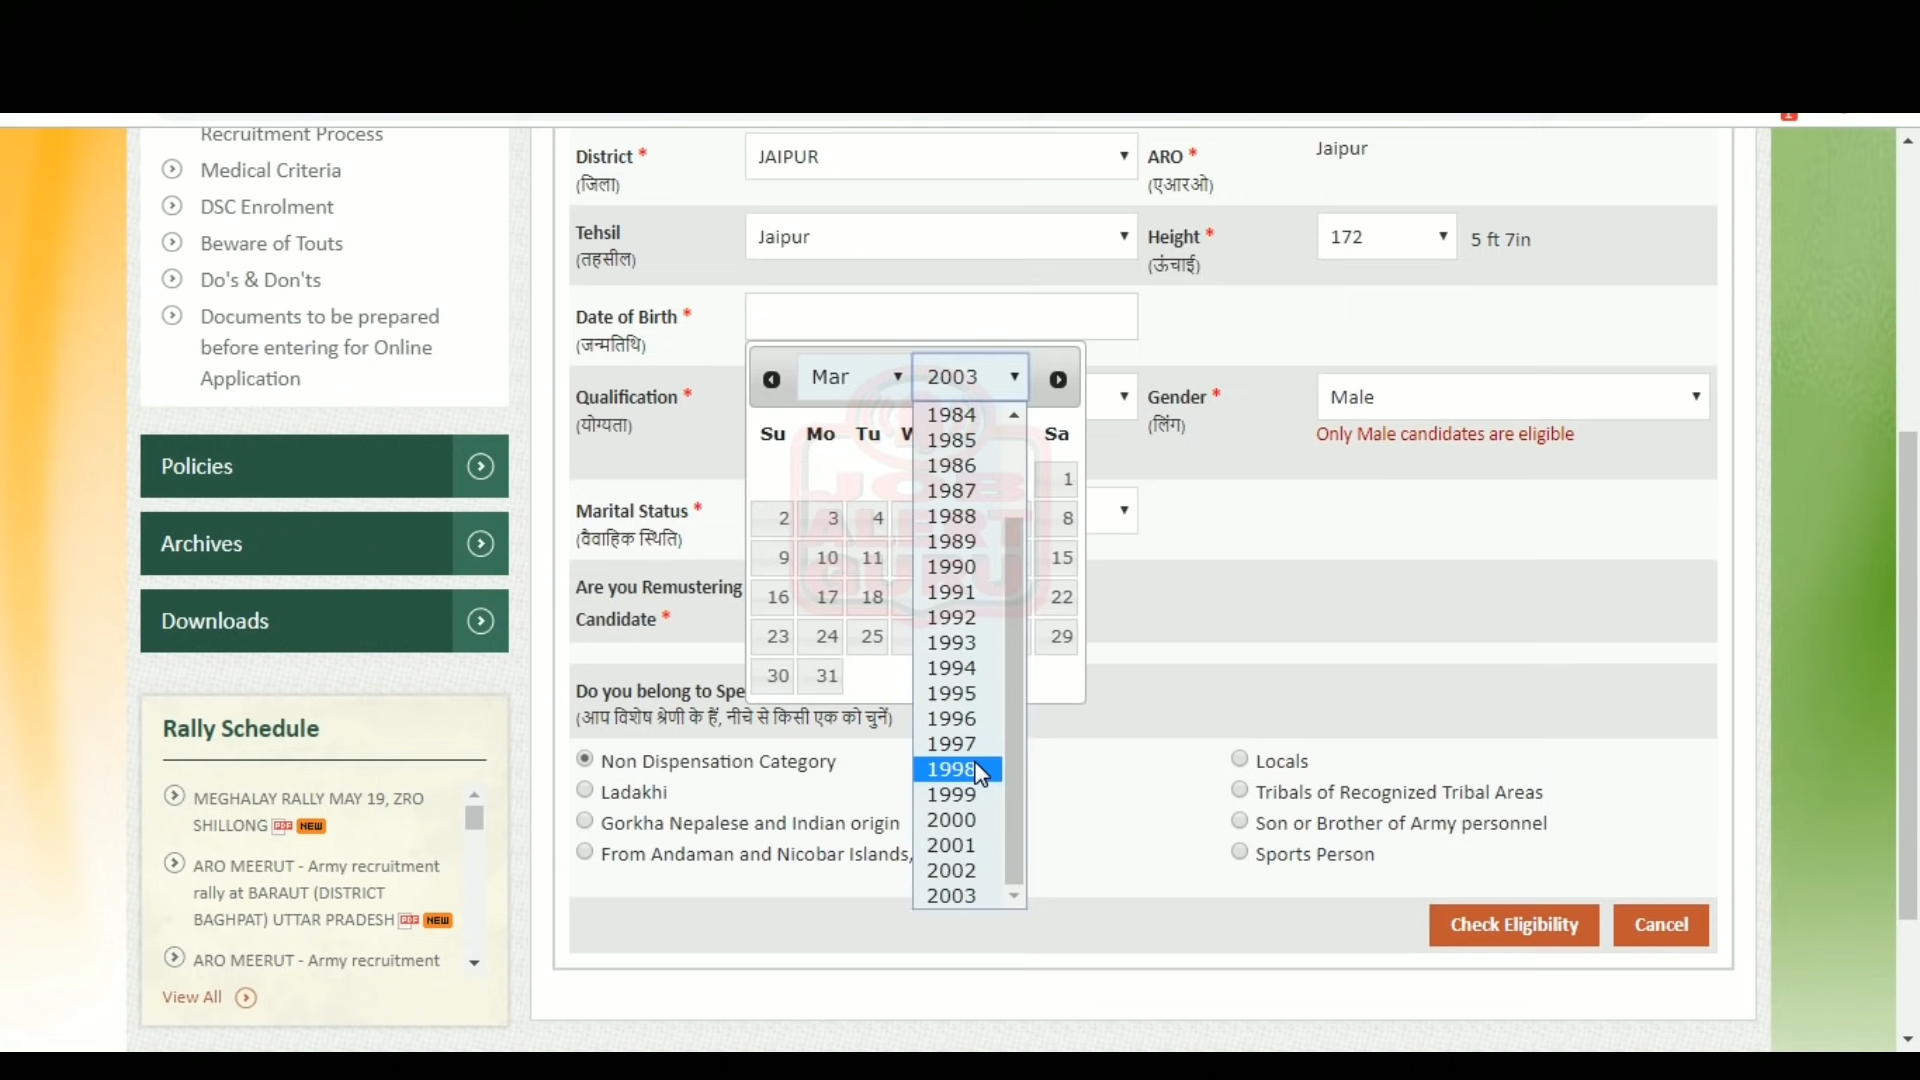 Recruitment Process
Medical Criteria
DSC Enrolment
Beware of Touts
Do's & Don'ts
Documents to be prepared
before entering for Online
Application
Policies
Archives
Downloads
Rally Schedule
MEGHALAY RALLY MAY 19, ZRO
SHILLONG PDF NEW
ARO MEERUT - Army recruitment
rally at BARAUT (DISTRICT
BAGHPAT) UTTAR PRADESH PDF NEW
ARO MEERUT - Army recruitment
View All
District * JAIPUR ARO * Jaipur
(जिला) (एआरओ)
Tehsil Jaipur Height * 172 5 ft 7in
(तहसील) (ऊंचाई)
Date of Birth *
(जन्मतिथि)
Mar 2003
Su Mo Tu W Sa
1
2 3 4 8
9 10 11 15
16 17 18 22
23 24 25 29
30 31
1984
1985
1986
1987
1988
1989
1990
1991
1992
1993
1994
1995
1996
1997
1998
1999
2000
2001
2002
2003
JOB
ALERT
GURU
Qualification * Gender * Male
(योग्यता) (लिंग) Only Male candidates are eligible
Marital Status *
(वैवाहिक स्थिति)
Are you Remustering
Candidate *
Do you belong to Spe
(आप विशेष श्रेणी के हैं, नीचे से किसी एक को चुनें)
Non Dispensation Category Locals
Ladakhi Tribals of Recognized Tribal Areas
Gorkha Nepalese and Indian origin Son or Brother of Army personnel
From Andaman and Nicobar Islands, Sports Person
Check Eligibility Cancel